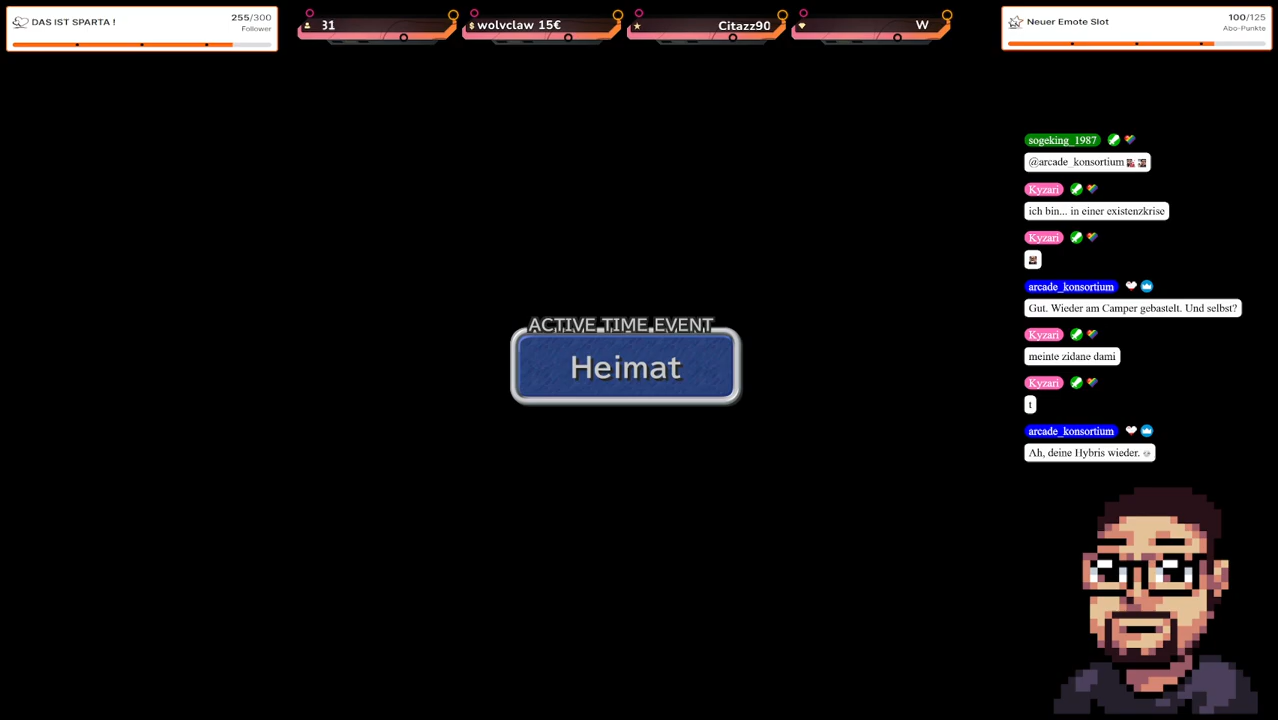 DAS IST SPARTA !
255/300
Follower
31
wolvclaw 15€
Citazz90
W
Neuer Emote Slot
100/125
Abo-Punkte
sogeking_1987
@arcade_konsortium
Kyzari
ich bin... in einer existenzkrise
Kyzari
arcade_konsortium
Gut. Wieder am Camper gebastelt. Und selbst?
Kyzari
meinte zidane dami
Kyzari
t
arcade_konsortium
Ah, deine Hybris wieder.
ACTIVE TIME EVENT
Heimat